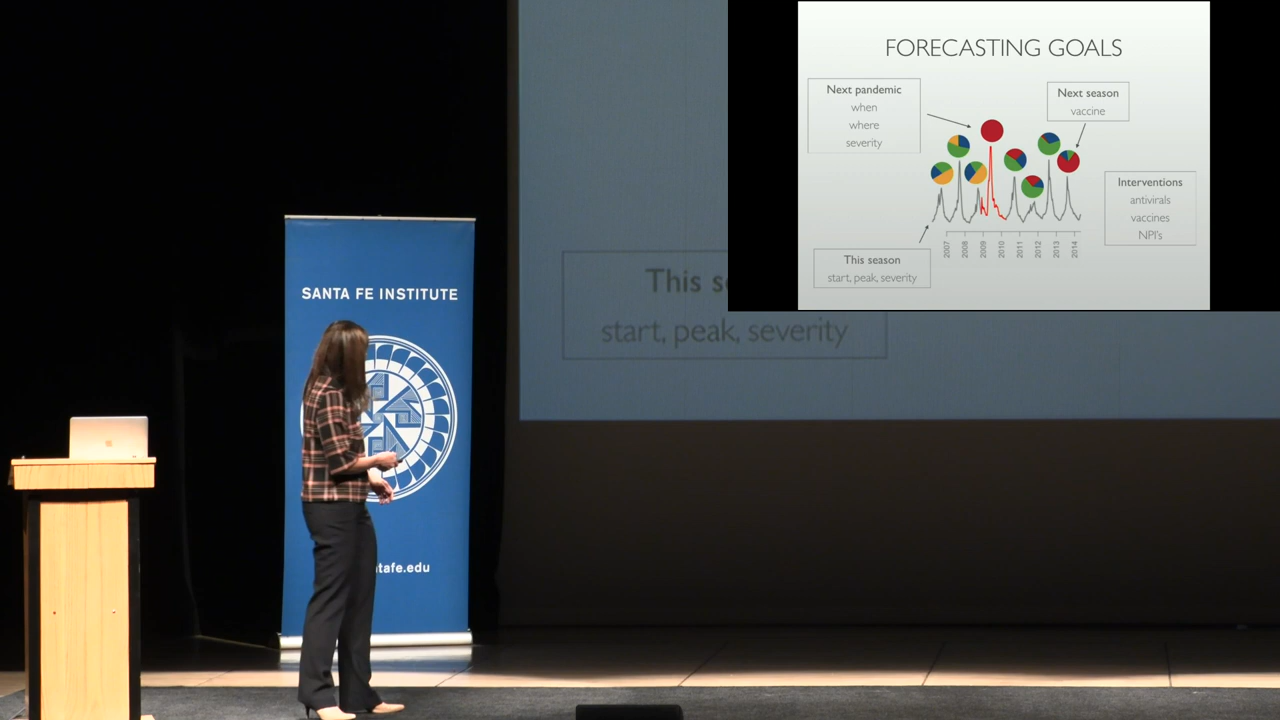 FORECASTING GOALS
Next pandemic
when
where
severity
Next season
vaccine
Interventions
antivirals
vaccines
NPI's
This season
start, peak, severity
2007
2008
2009
2010
2011
2012
2013
2014
SANTA FE INSTITUTE
tafe.edu
This se
start, peak, severity